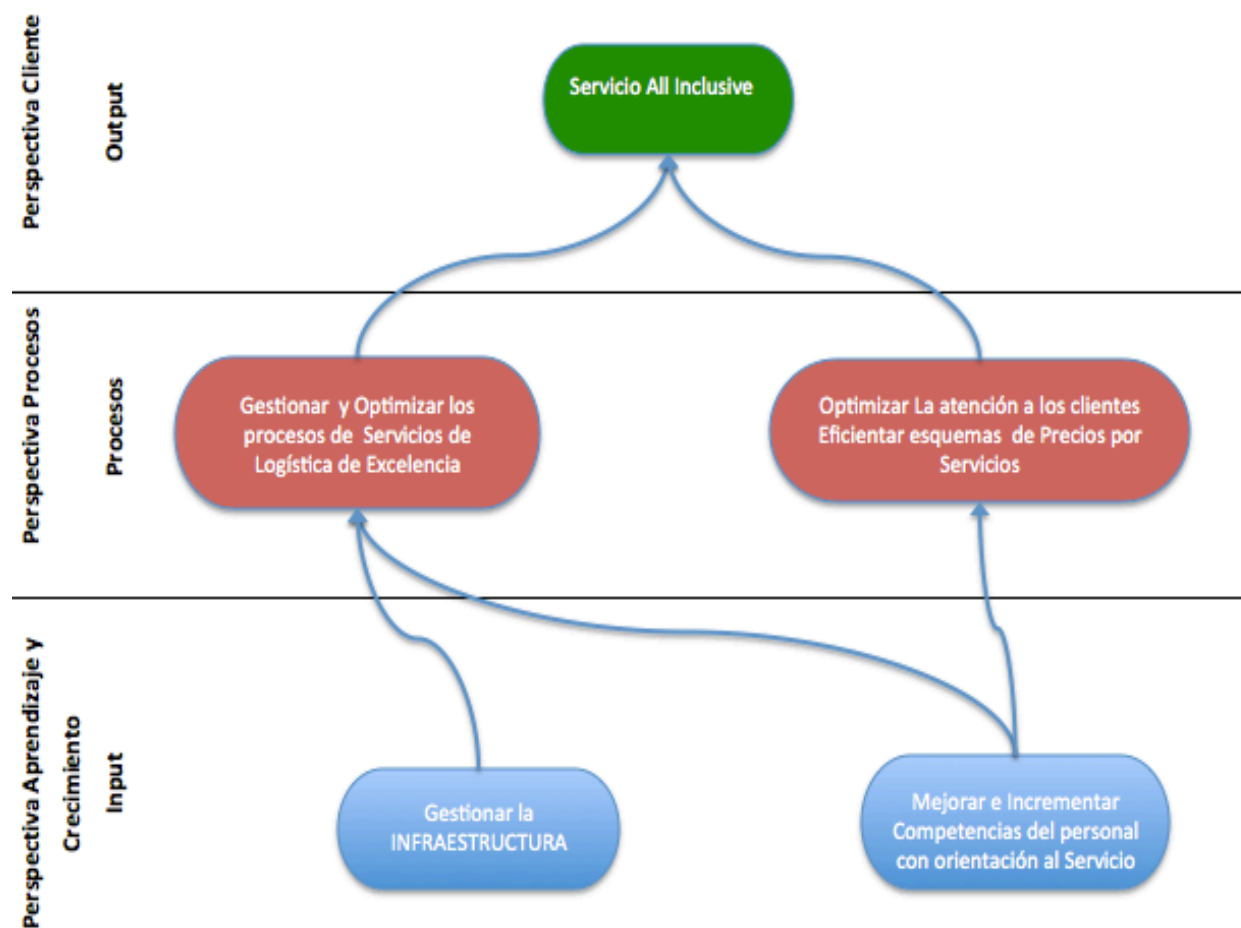 Perspectiva Cliente
Output
Servicio All Inclusive
Perspectiva Procesos
Procesos
Gestionar y Optimizar los
procesos de Servicios de
Logística de Excelencia
Optimizar La atención a los clientes
Eficientar esquemas de Precios por
Servicios
Perspectiva Aprendizaje y
Crecimiento
Input
Gestionar la
INFRAESTRUCTURA
Mejorar e Incrementar
Competencias del personal
con orientación al Servicio